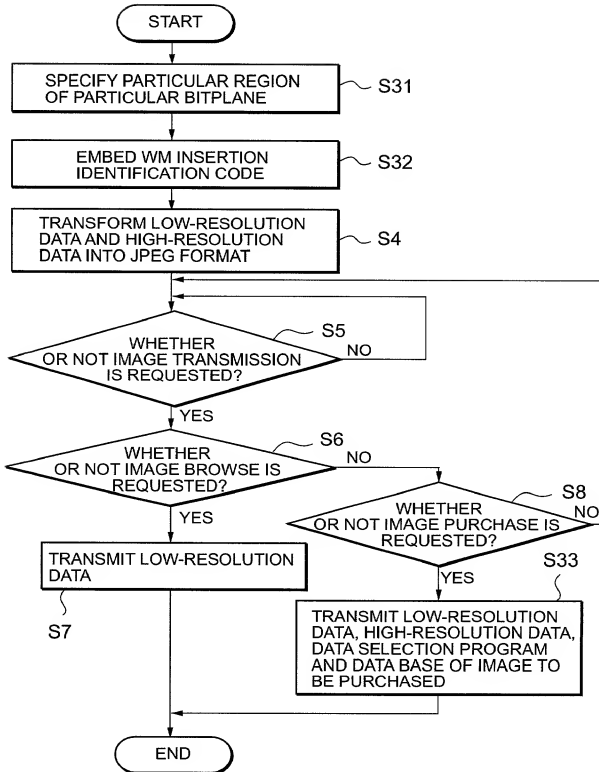 START
SPECIFY PARTICULAR REGION
OF PARTICULAR BITPLANE
S31
EMBED WM INSERTION
IDENTIFICATION CODE
S32
TRANSFORM LOW-RESOLUTION
DATA AND HIGH-RESOLUTION
DATA INTO JPEG FORMAT
S4
S5
WHETHER
OR NOT IMAGE TRANSMISSION
IS REQUESTED?
NO
YES
S6
WHETHER
OR NOT IMAGE BROWSE IS
REQUESTED?
NO
YES
S8
WHETHER
OR NOT IMAGE PURCHASE IS
REQUESTED?
NO
YES
TRANSMIT LOW-RESOLUTION
DATA
S7
S33
TRANSMIT LOW-RESOLUTION
DATA, HIGH-RESOLUTION DATA,
DATA SELECTION PROGRAM
AND DATA BASE OF IMAGE TO
BE PURCHASED
END